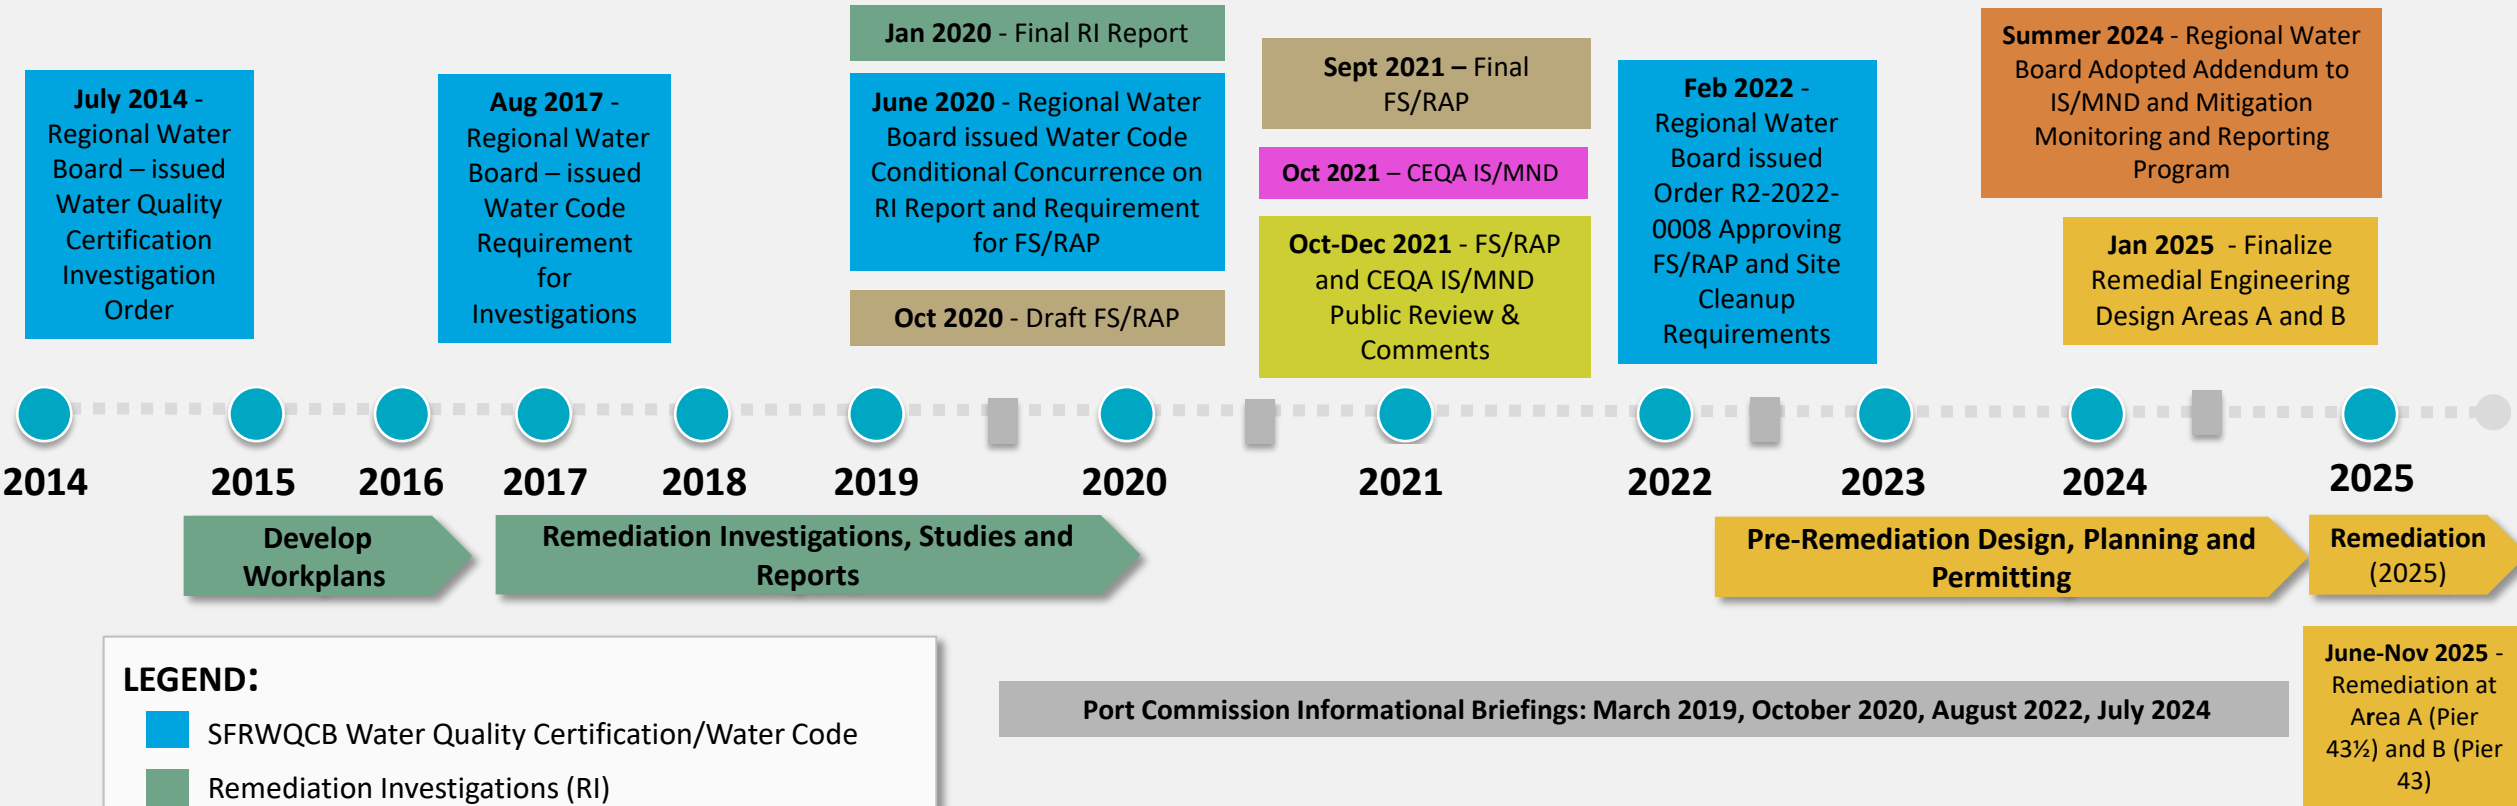 July 2014 -
Regional Water
Board – issued
Water Quality
Certification
Investigation
Order
Aug 2017 -
Regional Water
Board – issued
Water Code
Requirement
for
Investigations
Jan 2020 - Final RI Report
June 2020 - Regional Water
Board issued Water Code
Conditional Concurrence on
RI Report and Requirement
for FS/RAP
Oct 2020 - Draft FS/RAP
Sept 2021 – Final
FS/RAP
Oct 2021 – CEQA IS/MND
Oct-Dec 2021 - FS/RAP
and CEQA IS/MND
Public Review &
Comments
Feb 2022 -
Regional Water
Board issued
Order R2-2022-
0008 Approving
FS/RAP and Site
Cleanup
Requirements
Summer 2024 - Regional Water
Board Adopted Addendum to
IS/MND and Mitigation
Monitoring and Reporting
Program
Jan 2025 - Finalize
Remedial Engineering
Design Areas A and B
2014 2015 2016 2017 2018 2019 2020 2021 2022 2023 2024 2025
Develop
Workplans
Remediation Investigations, Studies and
Reports
Pre-Remediation Design, Planning and
Permitting
Remediation
(2025)
June-Nov 2025 -
Remediation at
Area A (Pier
43½) and B (Pier
43)
Port Commission Informational Briefings: March 2019, October 2020, August 2022, July 2024
LEGEND:
SFRWQCB Water Quality Certification/Water Code
Remediation Investigations (RI)